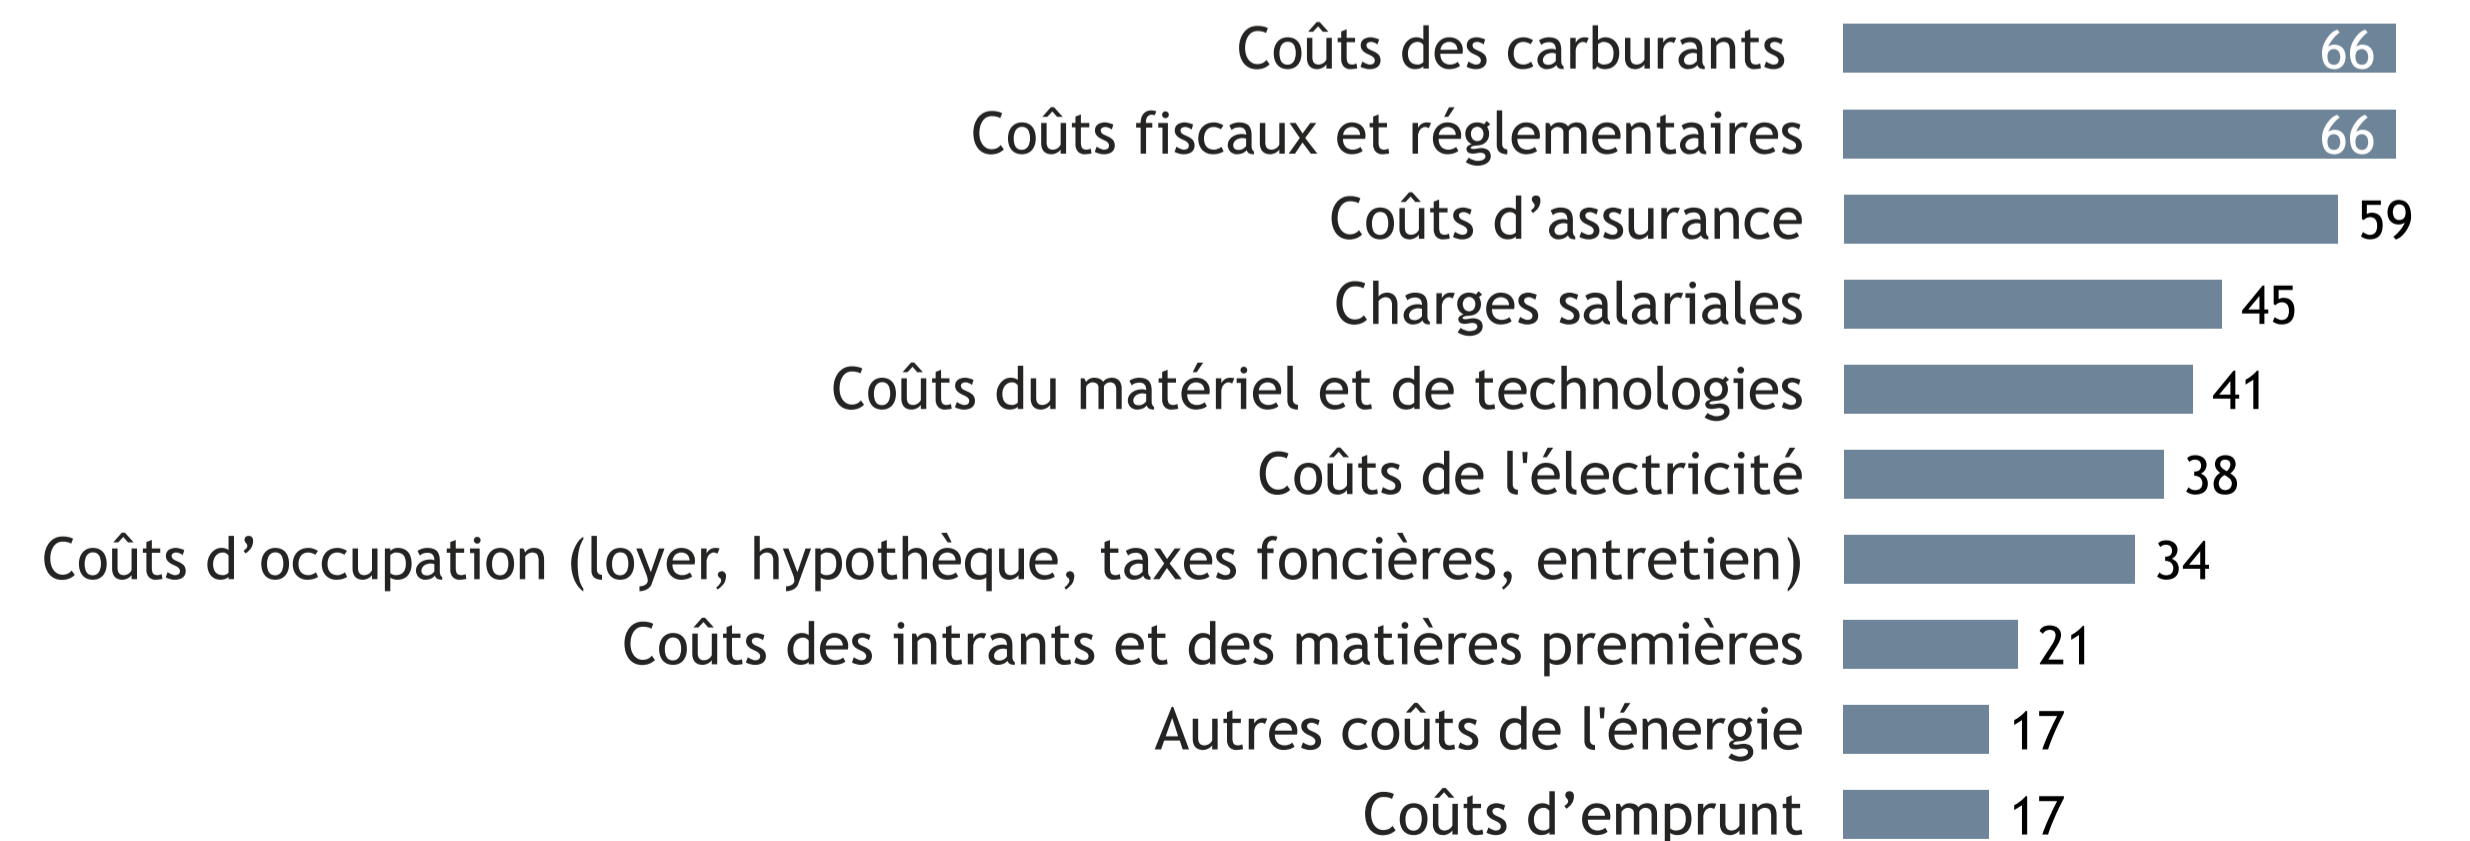 Coûts des carburants 66
Coûts fiscaux et réglementaires 66
Coûts d’assurance 59
Charges salariales 45
Coûts du matériel et de technologies 41
Coûts de l'électricité 38
Coûts d’occupation (loyer, hypothèque, taxes foncières, entretien) 34
Coûts des intrants et des matières premières 21
Autres coûts de l'énergie 17
Coûts d’emprunt 17